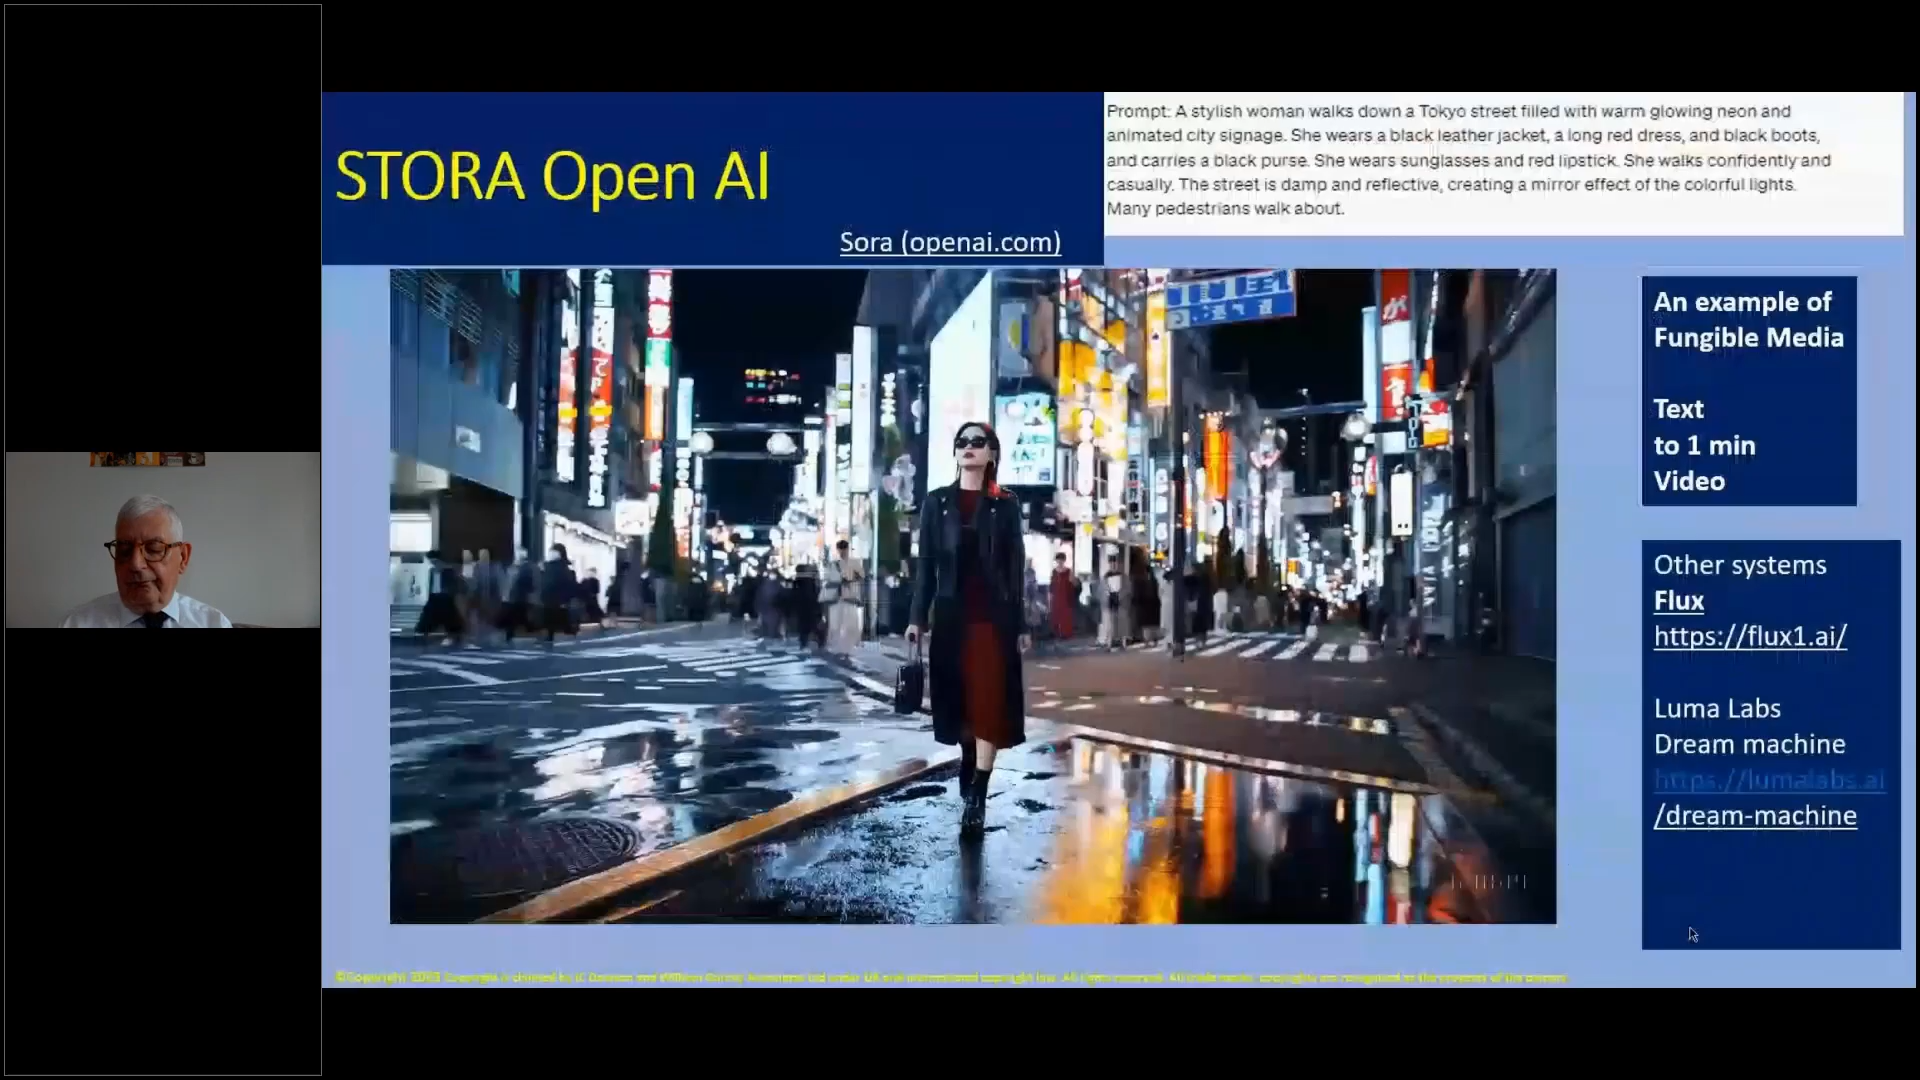 STORA Open AI
Sora (openai.com)
Prompt: A stylish woman walks down a Tokyo street filled with warm glowing neon and
animated city signage. She wears a black leather jacket, a long red dress, and black boots,
and carries a black purse. She wears sunglasses and red lipstick. She walks confidently and
casually. The street is damp and reflective, creating a mirror effect of the colorful lights.
Many pedestrians walk about.
An example of
Fungible Media
Text
to 1 min
Video
Other systems
Flux
https://flux1.ai/
Luma Labs
Dream machine
https://lumalabs.ai
/dream-machine